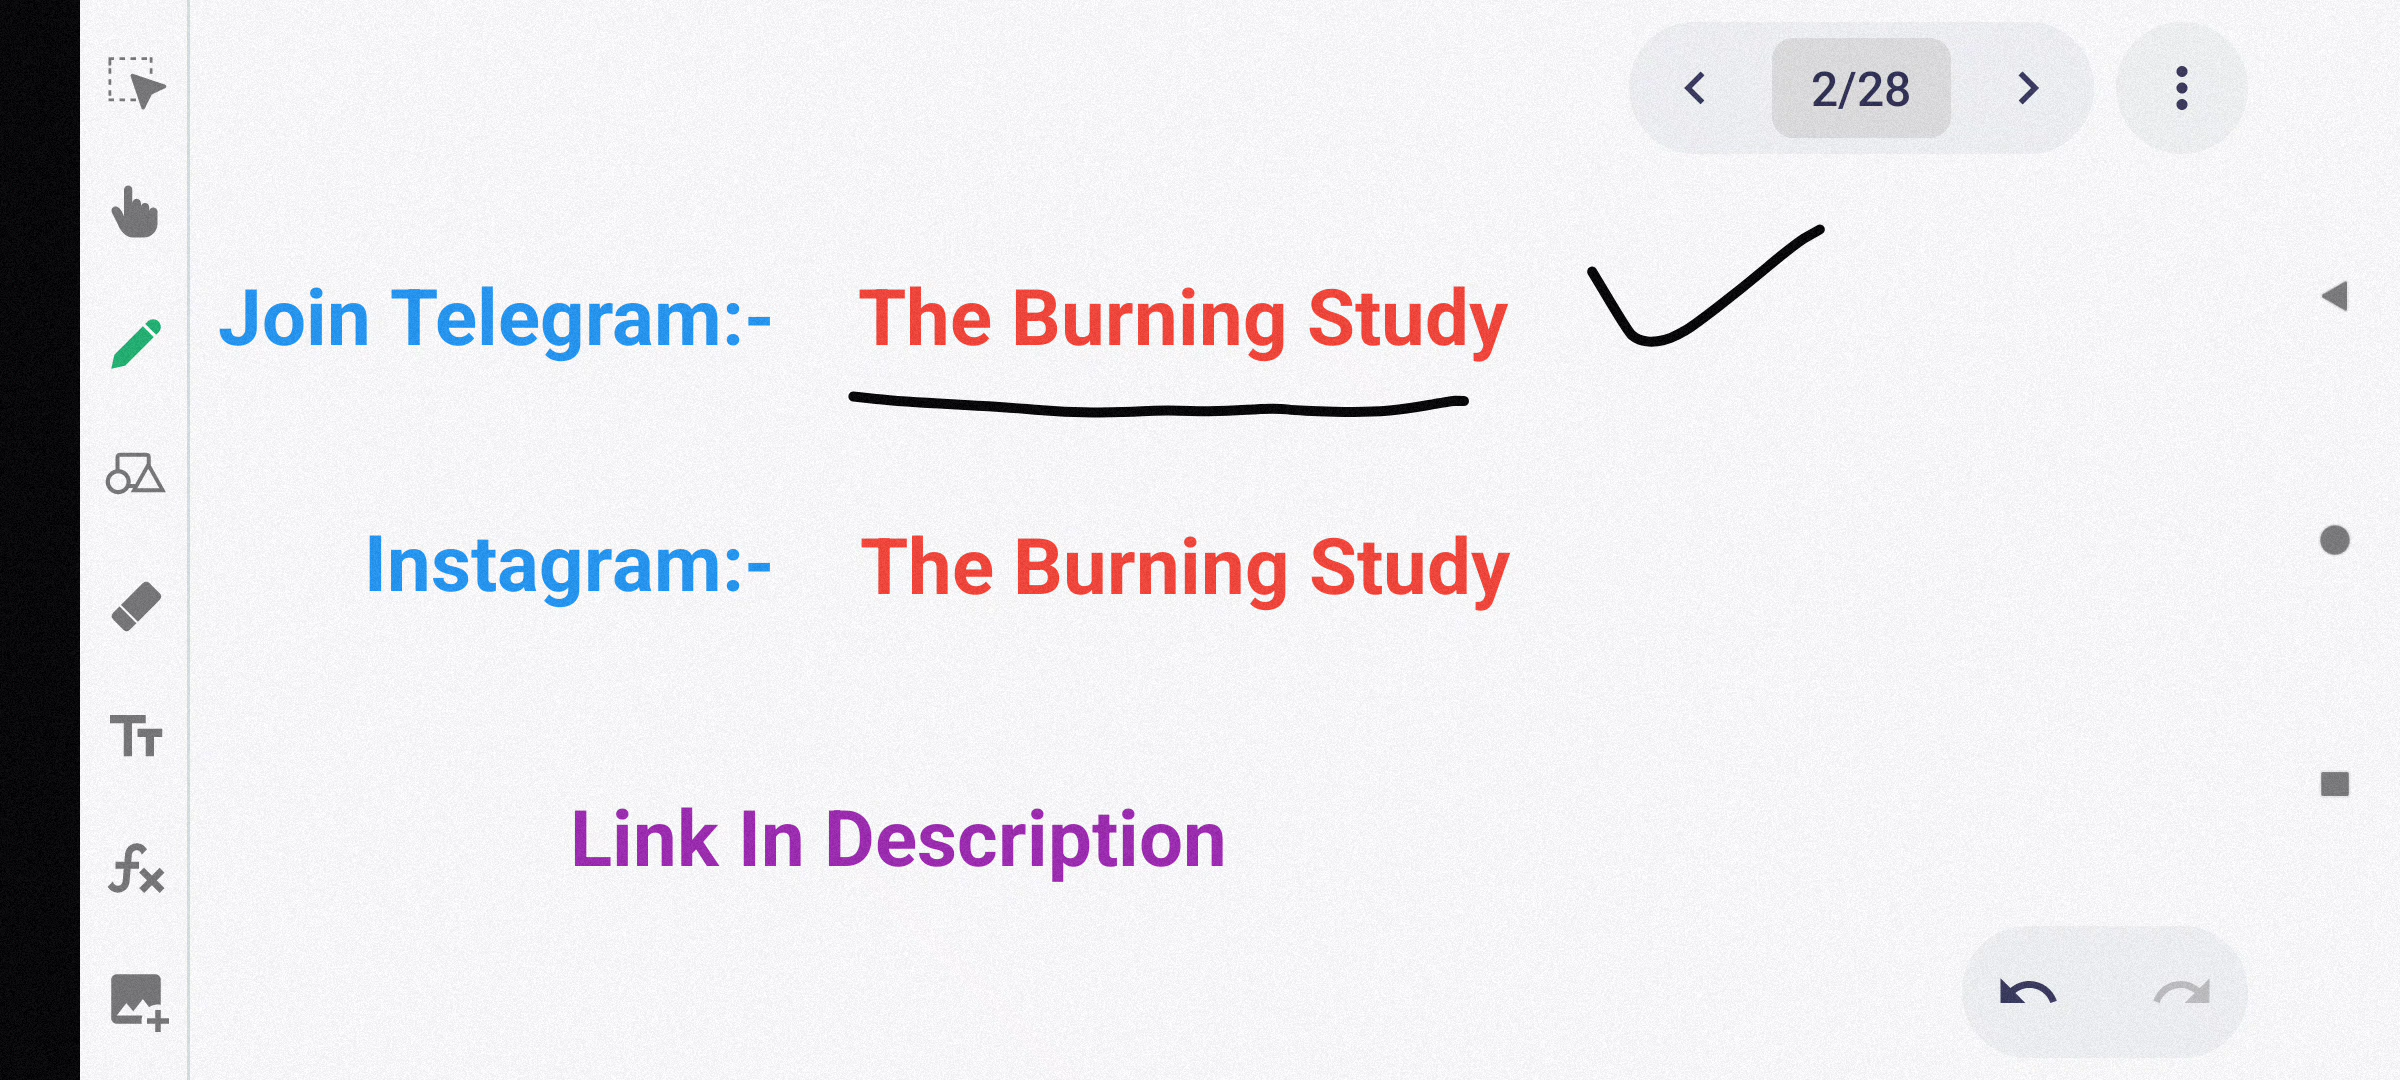 2/28
Join Telegram:- The Burning Study
Instagram:- The Burning Study
Link In Description